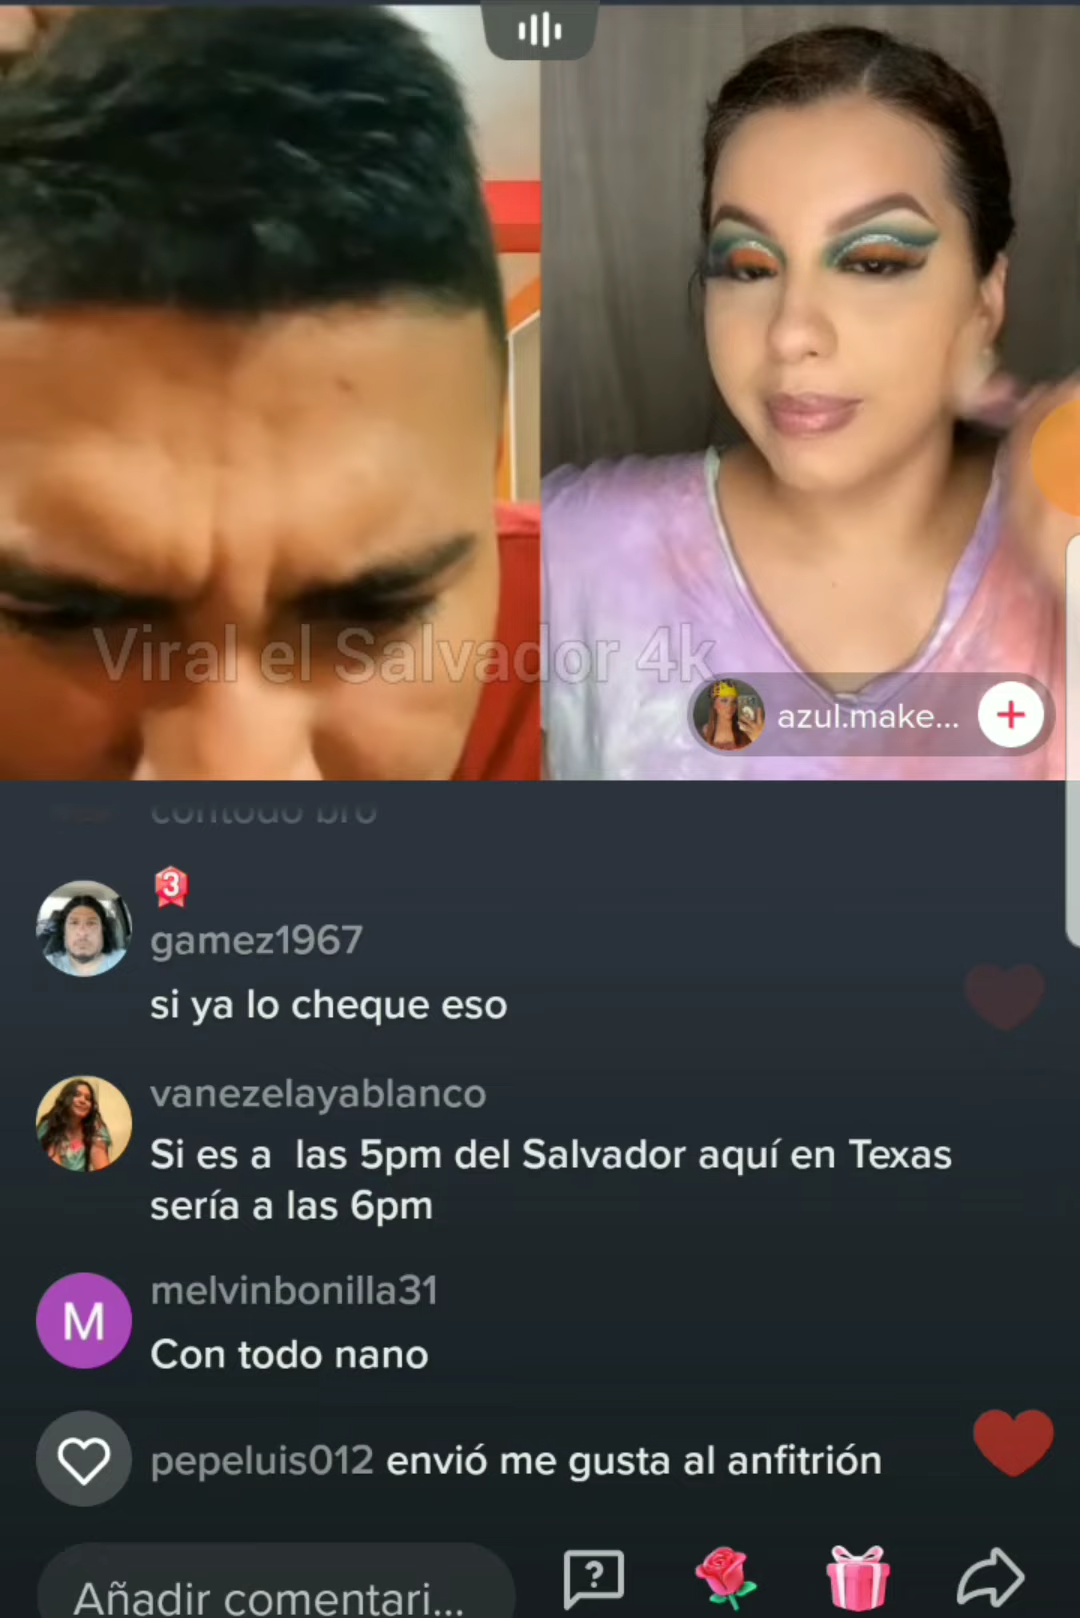 Viral el Salvador 4k
azul.make...
contodo bro
3
gamez1967
si ya lo cheque eso
vanezelayablanco
Si es a las 5pm del Salvador aquí en Texas
sería a las 6pm
M
melvinbonilla31
Con todo nano
pepeluis012 envió me gusta al anfitrión
Añadir comentari...
?